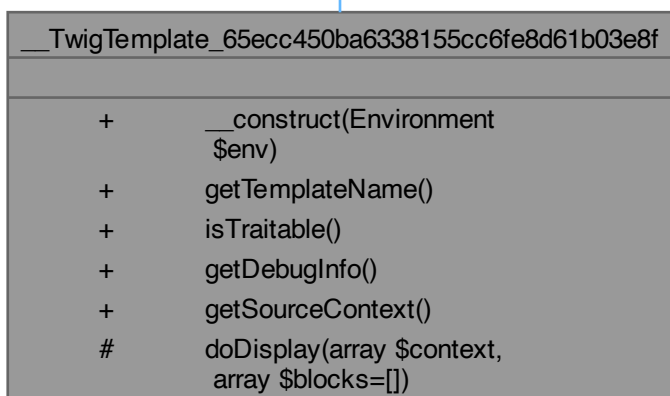 __TwigTemplate_65ecc450ba6338155cc6fe8d61b03e8f
+ __construct(Environment
$env)
+ getTemplateName()
+ isTraitable()
+ getDebugInfo()
+ getSourceContext()
# doDisplay(array $context,
array $blocks=[])